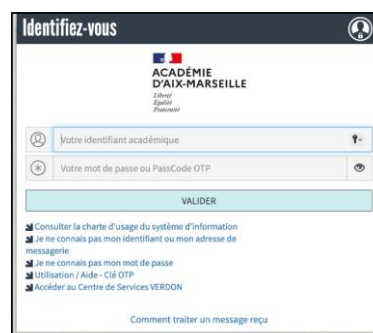 Identifiez-vous
ACADÉMIE
D'AIX-MARSEILLE
Liberté
Égalité
Fraternité
Votre identifiant académique
Votre mot de passe ou PassCode OTP
VALIDER
Consulter la charte d'usage du système d'information
Je ne connais pas mon identifiant ou mon adresse de
messagerie
Je ne connais pas mon mot de passe
Utilisation / Aide - Clé OTP
Accéder au Centre de Services VERDON
Comment traiter un message reçu